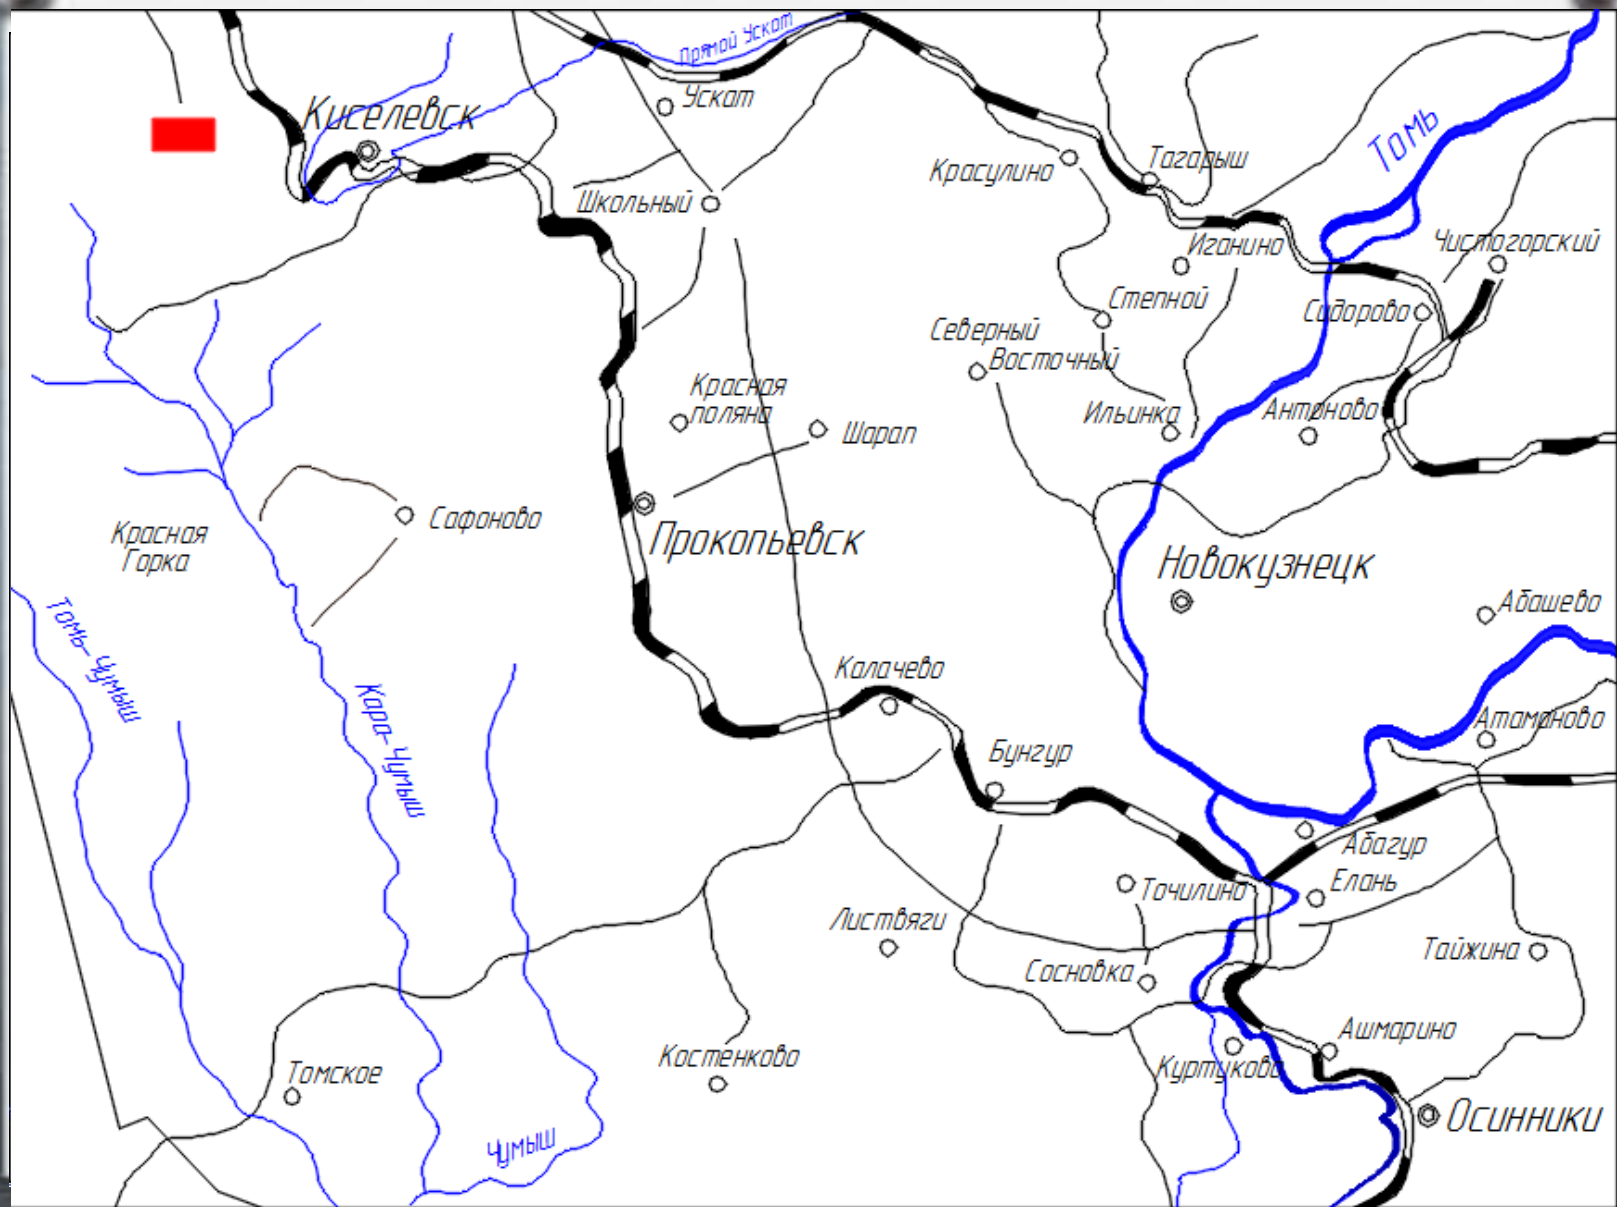 Прямой Ускат
Киселевск
Ускат
Томь
Красулино
Тагарыш
Школьный
Иганино
Чистогорский
Степной
Сидорово
Северный
Восточный
Красная
поляна
Ильинка
Антоново
Шарап
Сафоново
Красная
Горка
Прокопьевск
Новокузнецк
Абашево
Томь-Чумыш
Калачево
Кара-Чумыш
Атаманово
Бунгур
Абагур
Точилино
Елань
Листвяги
Сосновка
Тайжина
Ашмарино
Костенково
Куртуково
Томское
Осинники
Чумыш